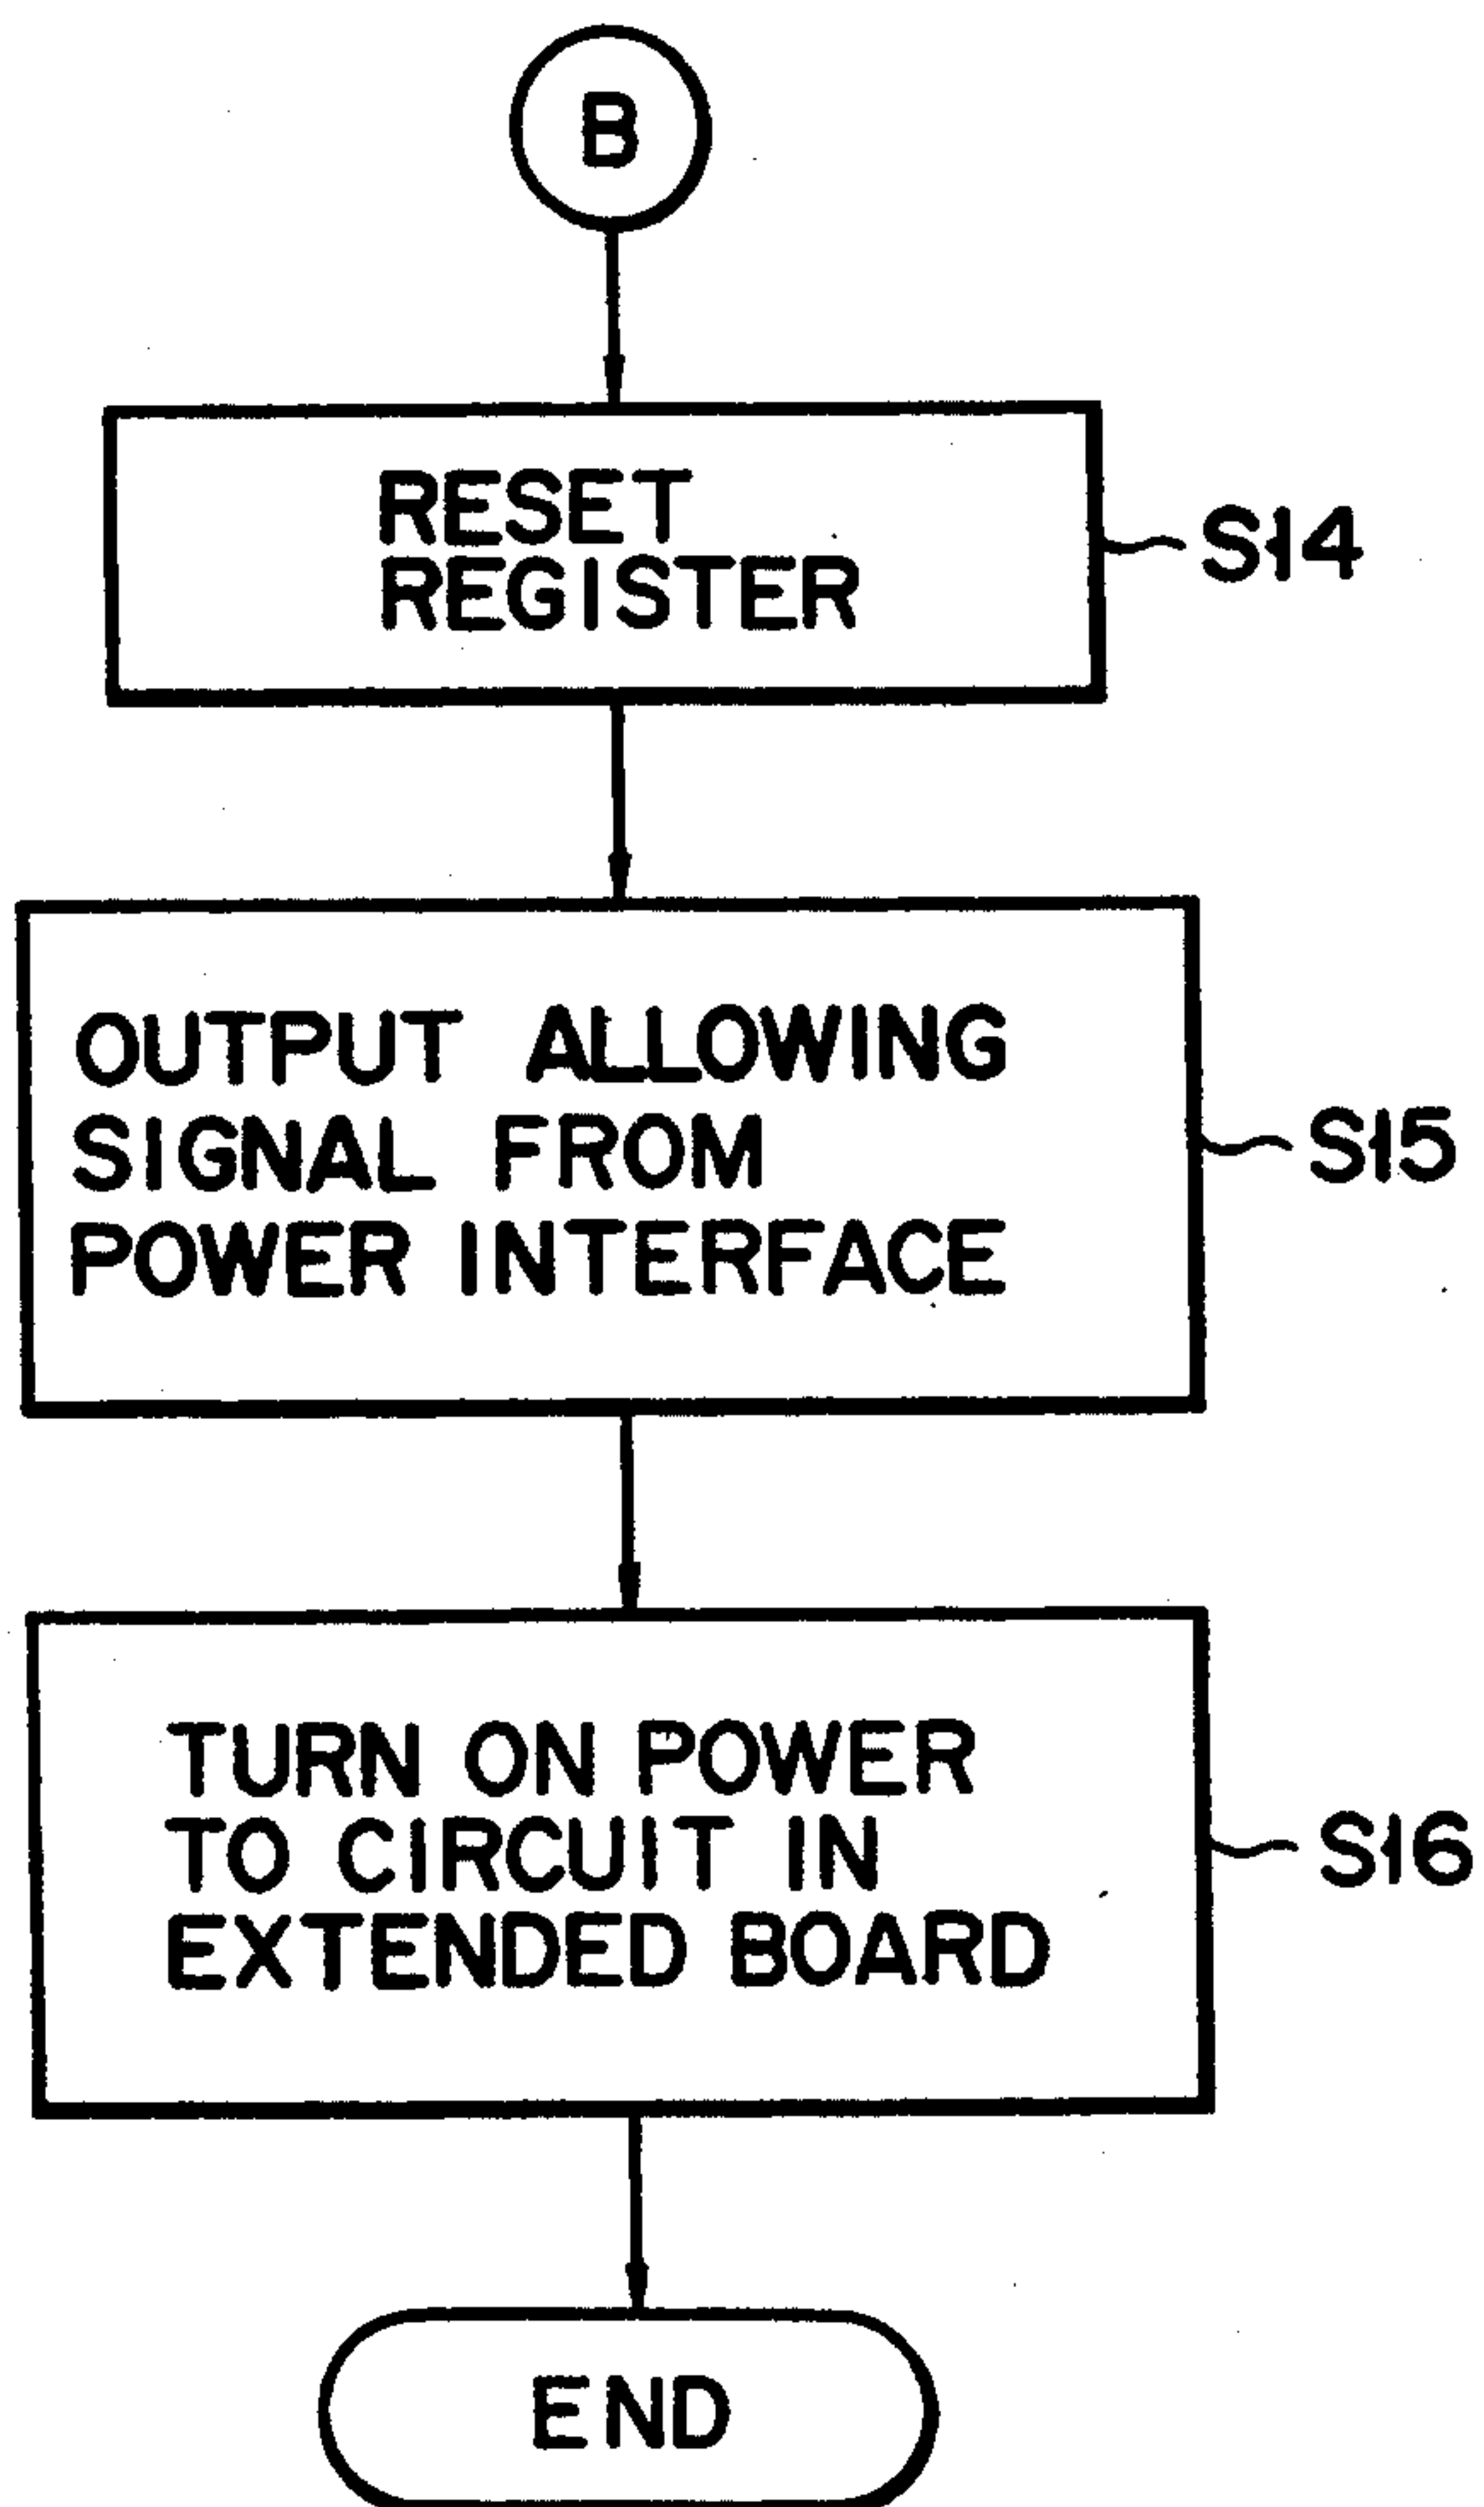 B
RESET
REGISTER
S14
OUTPUT ALLOWING
SIGNAL FROM
POWER INTERFACE
S15
TURN ON POWER
TO CIRCUIT IN
EXTENDED BOARD
S16
END